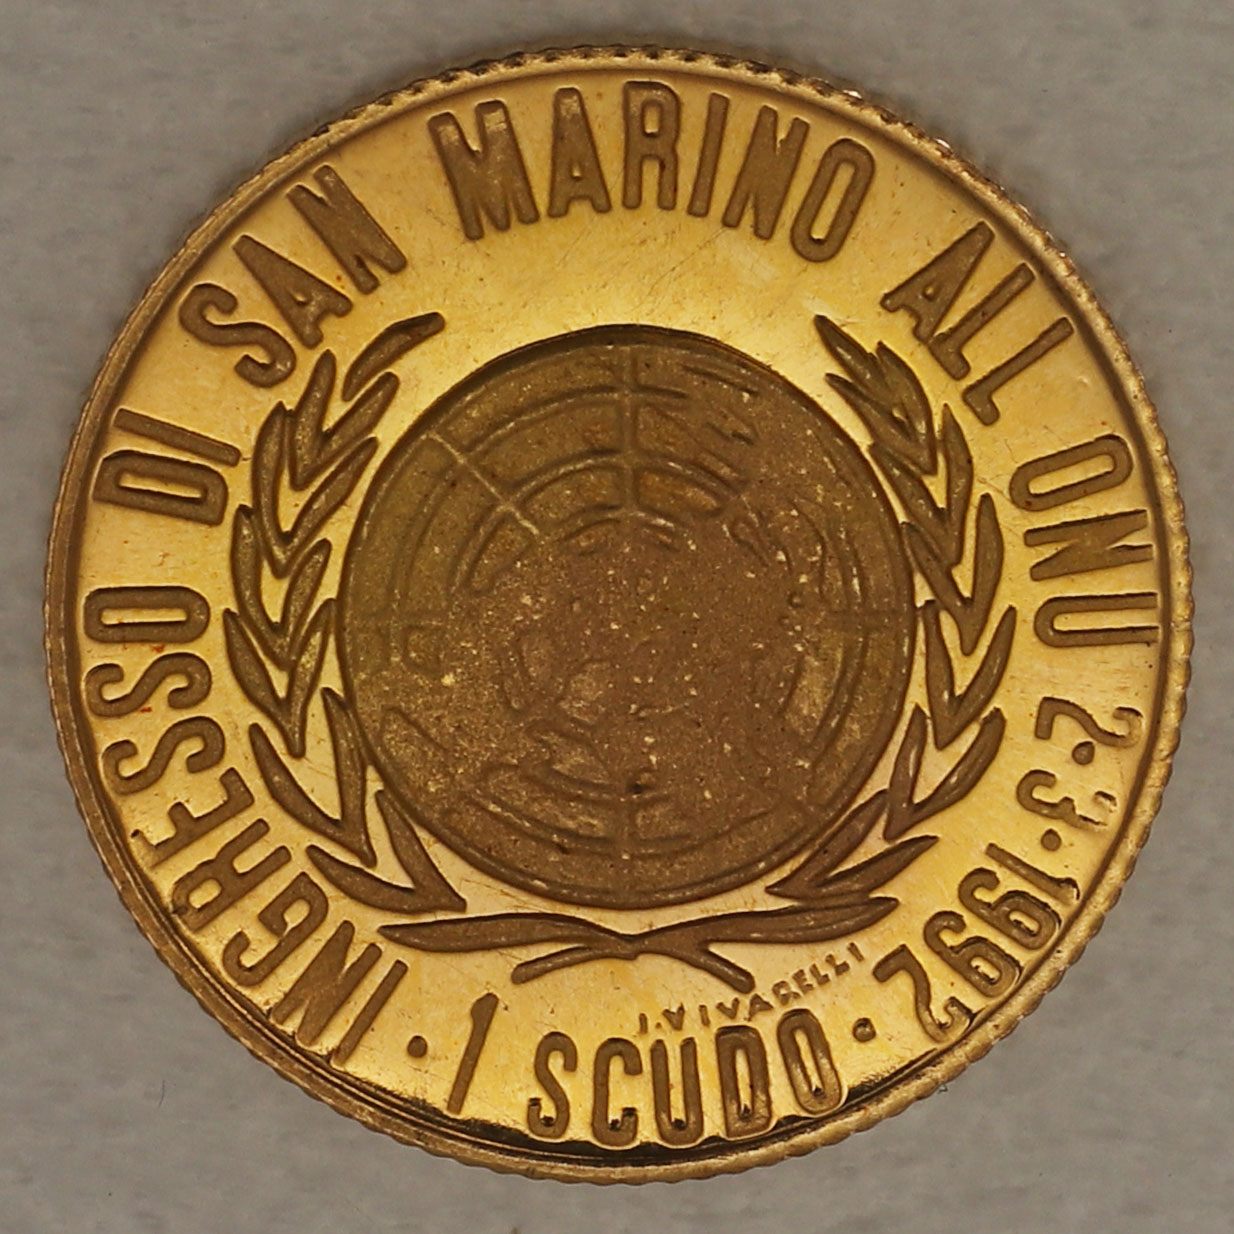 INGRESSO DI SAN MARINO ALL ONU 2·3·1992
· 1 SCUDO ·
J.VIVARELLI